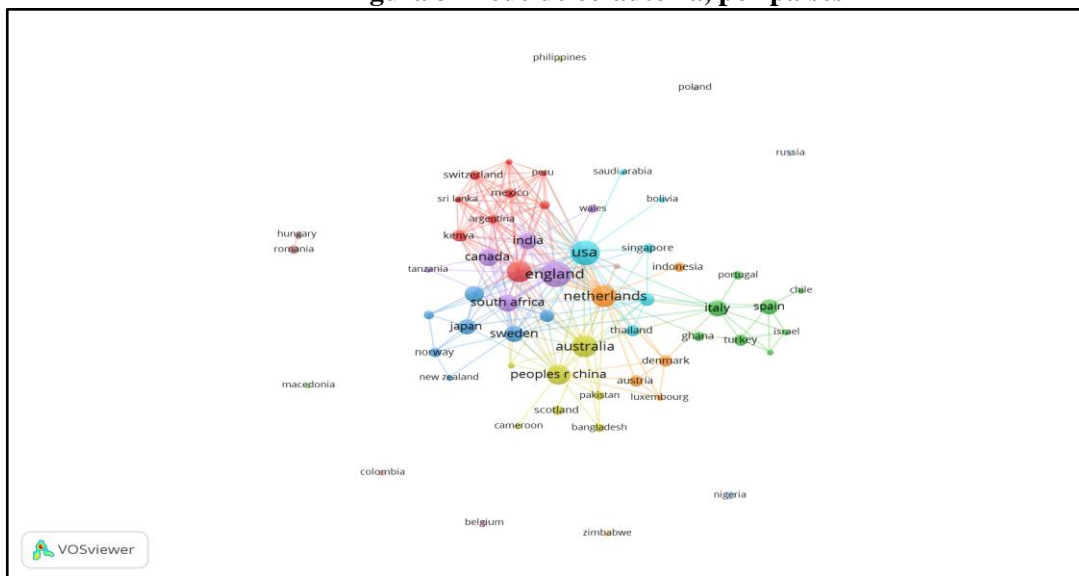 philippines
poland
russia
switzerland
peru
saudi arabia
sri lanka
mexico
bolivia
wales
argentina
hungary
kenya
india
romania
usa
singapore
canada
tanzania
england
indonesia
portugal
netherlands
chile
south africa
italy
spain
japan
sweden
thailand
ghana
turkey
israel
australia
norway
denmark
new zealand
peoples r china
austria
macedonia
pakistan
luxembourg
scotland
cameroon
bangladesh
colombia
nigeria
belgium
zimbabwe
VOSviewer